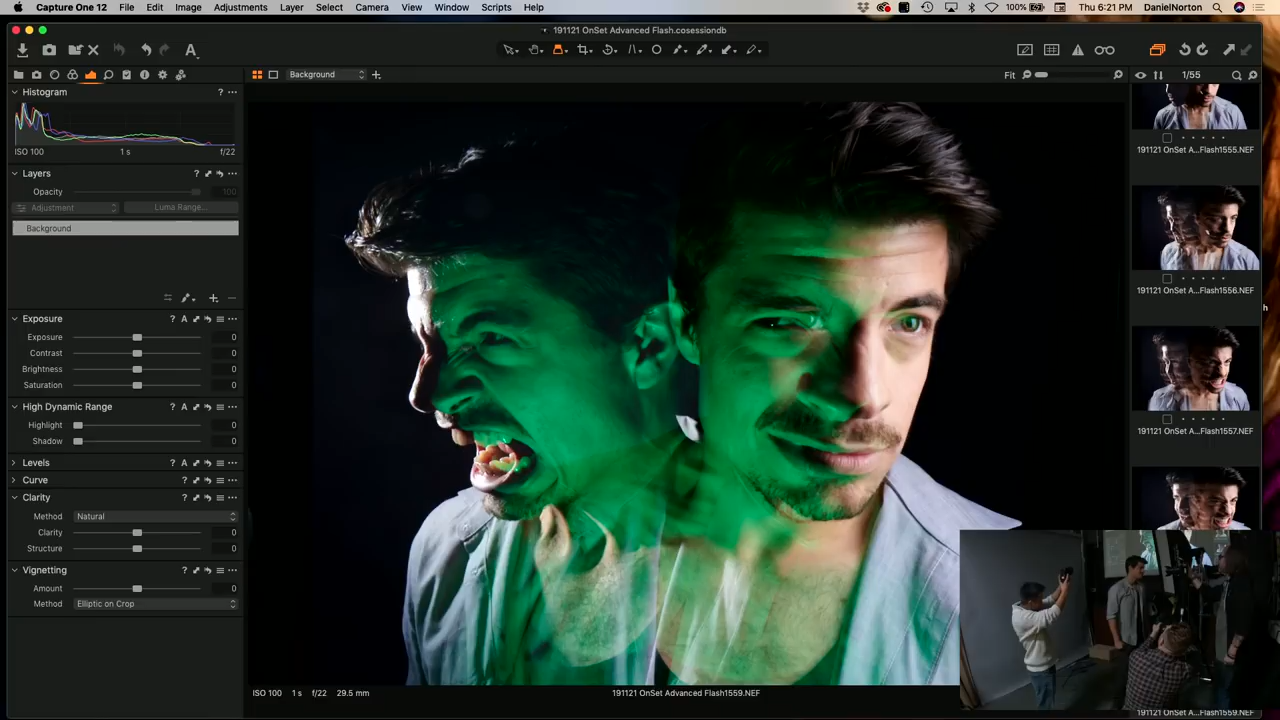 Capture One 12 File Edit Image Adjustments Layer Select Camera View Window Scripts Help 100% Thu 6:21 PM DanielNorton
191121 OnSet Advanced Flash.cosessiondb
Background Fit 1/55
Histogram ?
ISO 100 1 s f/22
Layers ?
Opacity 100
Adjustment Luma Range...
Background
Exposure ? A
Exposure 0
Contrast 0
Brightness 0
Saturation 0
High Dynamic Range ? A
Highlight 0
Shadow 0
Levels ? A
Curve ? A
Clarity ?
Method Natural
Clarity 0
Structure 0
Vignetting ?
Amount 0
Method Elliptic on Crop
ISO 100 1 s f/22 29.5 mm 191121 OnSet Advanced Flash1559.NEF
191121 OnSet A...Flash1555.NEF
191121 OnSet A...Flash1556.NEF
191121 OnSet A...Flash1557.NEF
191121 OnSet A...Flash1559.NEF